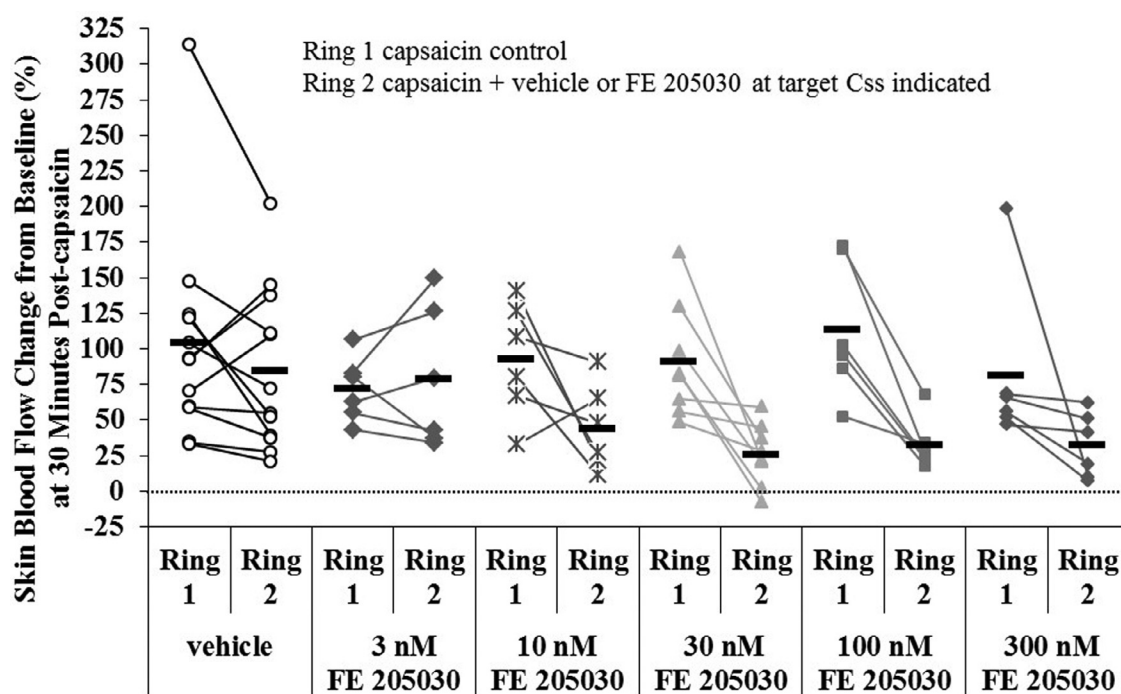 Skin Blood Flow Change from Baseline (%)
at 30 Minutes Post-capsaicin
325
300
275
250
225
200
175
150
125
100
75
50
25
0
-25
Ring 1 capsaicin control
Ring 2 capsaicin + vehicle or FE 205030 at target Css indicated
Ring 1 Ring 2 Ring 1 Ring 2 Ring 1 Ring 2 Ring 1 Ring 2 Ring 1 Ring 2 Ring 1 Ring 2
vehicle
3 nM
FE 205030
10 nM
FE 205030
30 nM
FE 205030
100 nM
FE 205030
300 nM
FE 205030